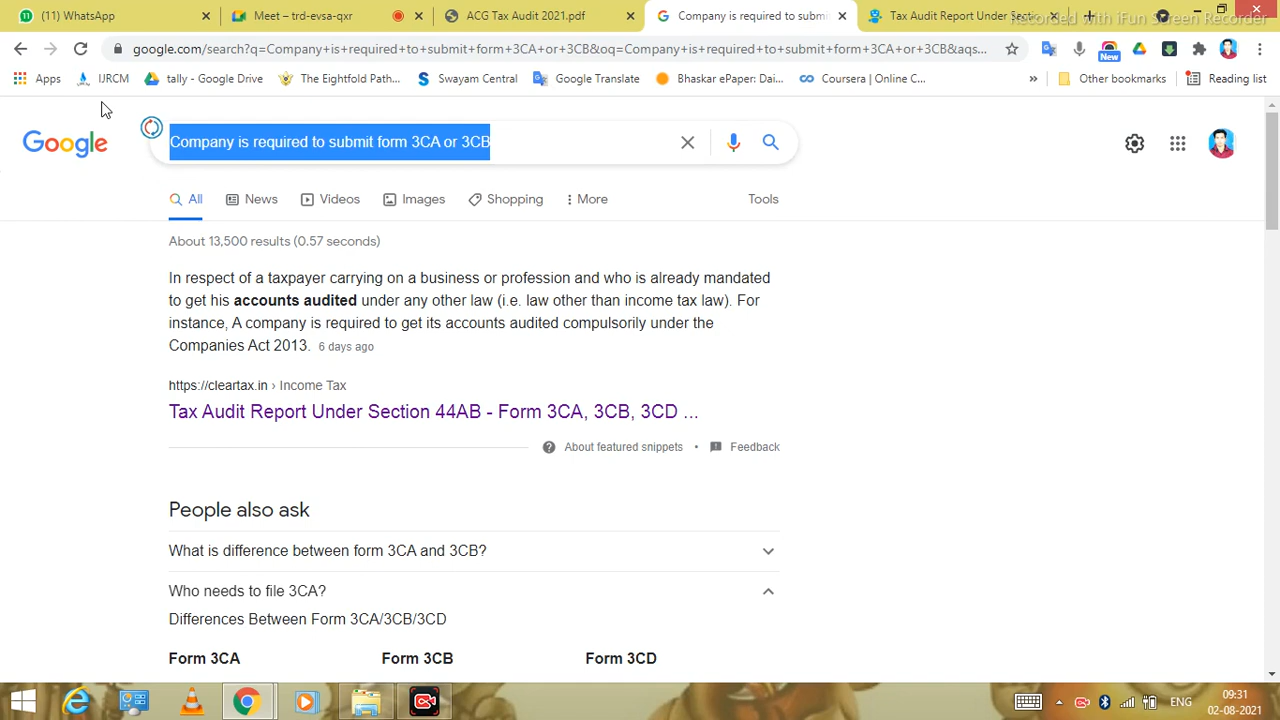 (11) WhatsApp
Meet – trd-evsa-qxr
ACG Tax Audit 2021.pdf
Company is required to submi
Tax Audit Report Under Sect
Recorded with iFun Screen Recorder
google.com/search?q=Company+is+required+to+submit+form+3CA+or+3CB&oq=Company+is+required+to+submit+form+3CA+or+3CB&aqs...
New
Apps
IJRCM
tally - Google Drive
The Eightfold Path...
Swayam Central
Google Translate
Bhaskar e-Paper: Dai...
Coursera | Online C...
»
Other bookmarks
Reading list
Google
Company is required to submit form 3CA or 3CB
All
News
Videos
Images
Shopping
More
Tools
About 13,500 results (0.57 seconds)
In respect of a taxpayer carrying on a business or profession and who is already mandated
to get his accounts audited under any other law (i.e. law other than income tax law). For
instance, A company is required to get its accounts audited compulsorily under the
Companies Act 2013. 6 days ago
https://cleartax.in › Income Tax
Tax Audit Report Under Section 44AB - Form 3CA, 3CB, 3CD ...
About featured snippets • Feedback
People also ask
What is difference between form 3CA and 3CB?
Who needs to file 3CA?
Differences Between Form 3CA/3CB/3CD
Form 3CA Form 3CB Form 3CD
ENG
09:31
02-08-2021